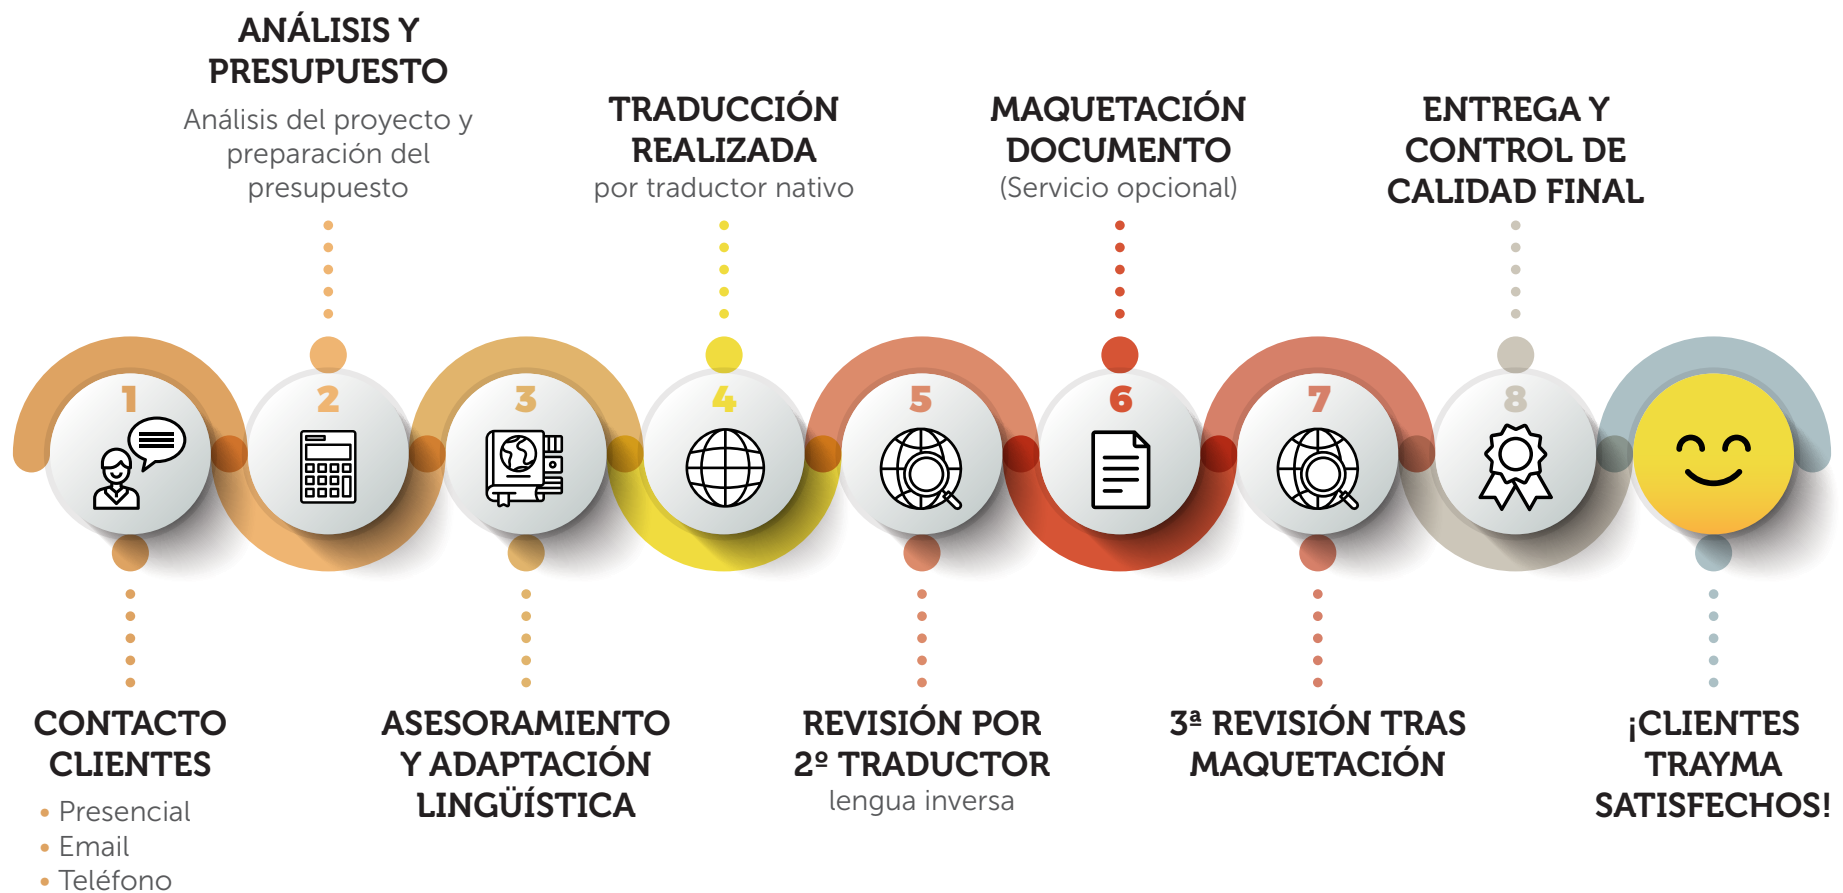 1
CONTACTO
CLIENTES
• Presencial
• Email
• Teléfono
ANÁLISIS Y
PRESUPUESTO
Análisis del proyecto y
preparación del
presupuesto
2
3
ASESORAMIENTO
Y ADAPTACIÓN
LINGÜÍSTICA
TRADUCCIÓN
REALIZADA
por traductor nativo
4
5
REVISIÓN POR
2º TRADUCTOR
lengua inversa
MAQUETACIÓN
DOCUMENTO
(Servicio opcional)
6
7
3ª REVISIÓN TRAS
MAQUETACIÓN
ENTREGA Y
CONTROL DE
CALIDAD FINAL
8
¡CLIENTES
TRAYMA
SATISFECHOS!